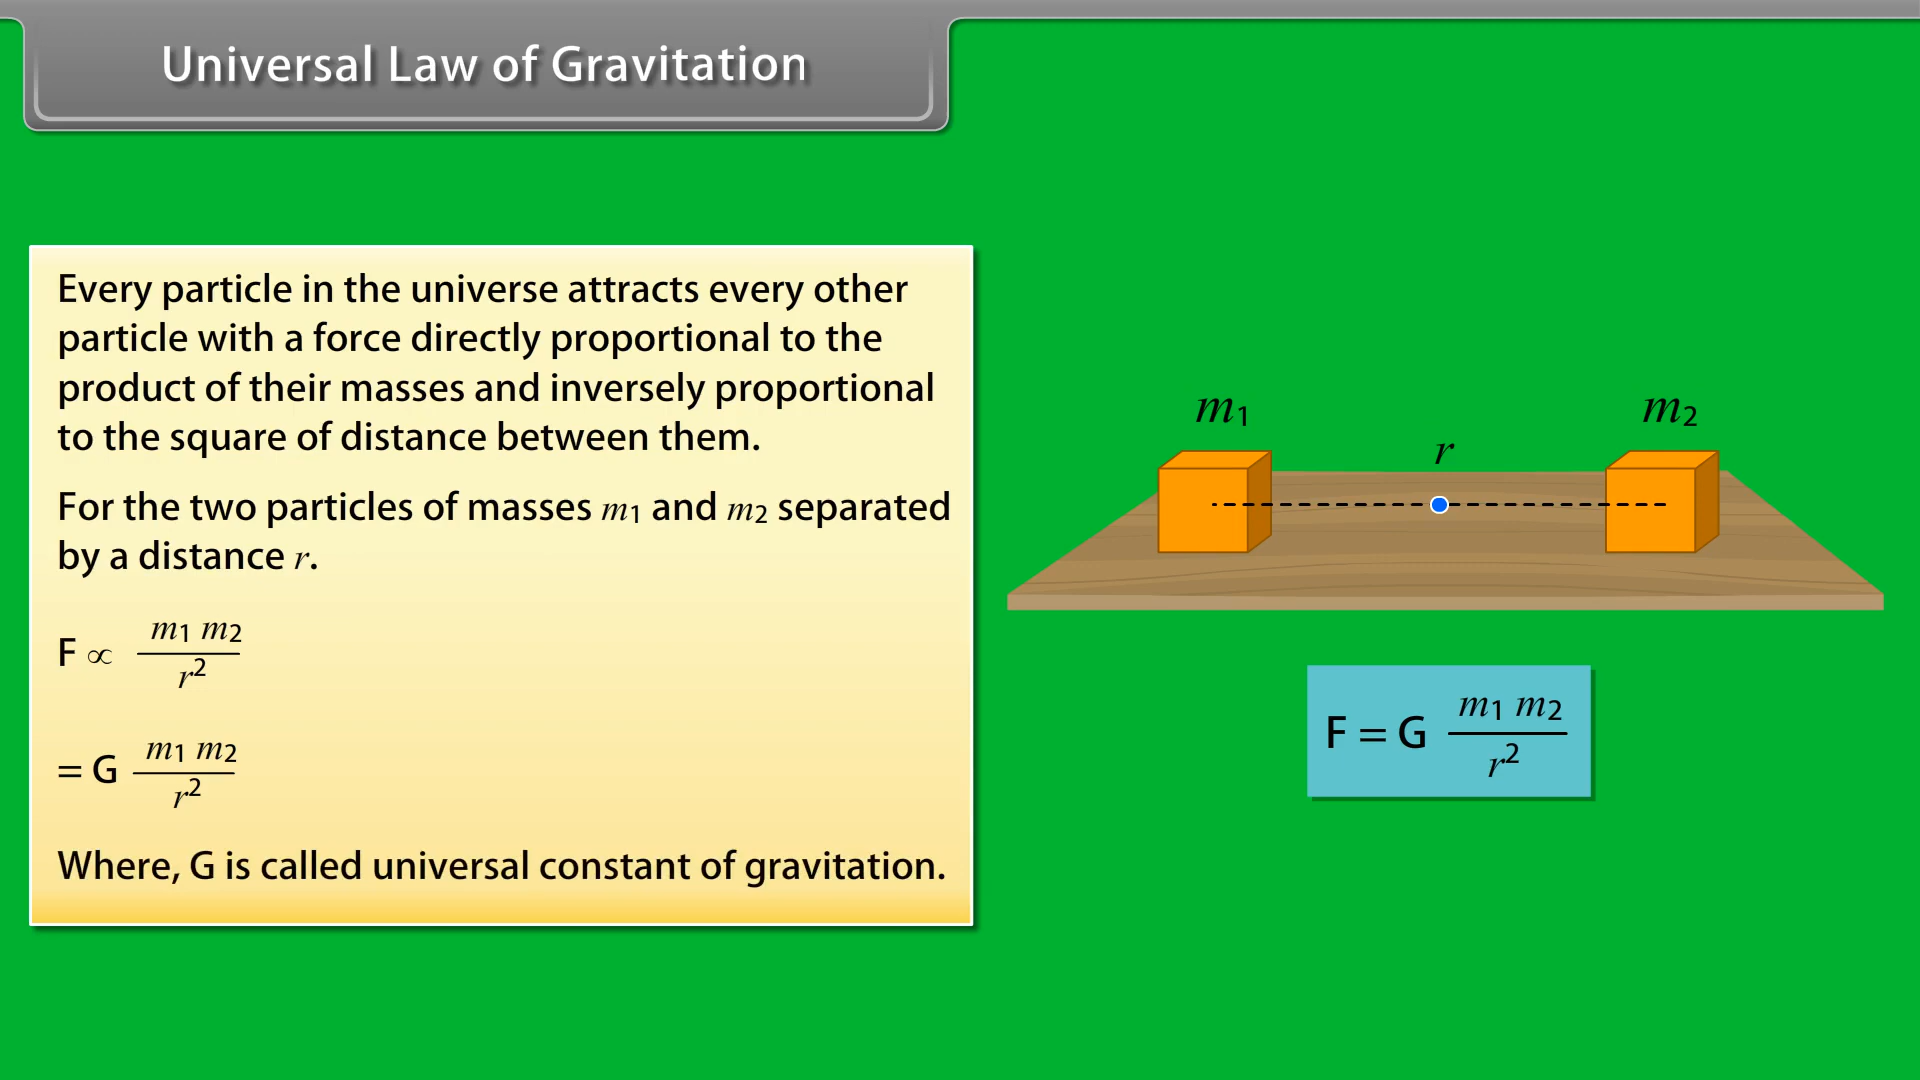 Universal Law of Gravitation
Every particle in the universe attracts every other
particle with a force directly proportional to the
product of their masses and inversely proportional
to the square of distance between them.
For the two particles of masses m₁ and m₂ separated
by a distance r.
F ∝ m₁ m₂ / r²
= G m₁ m₂ / r²
Where, G is called universal constant of gravitation.
m₁
r
m₂
F = G m₁ m₂ / r²